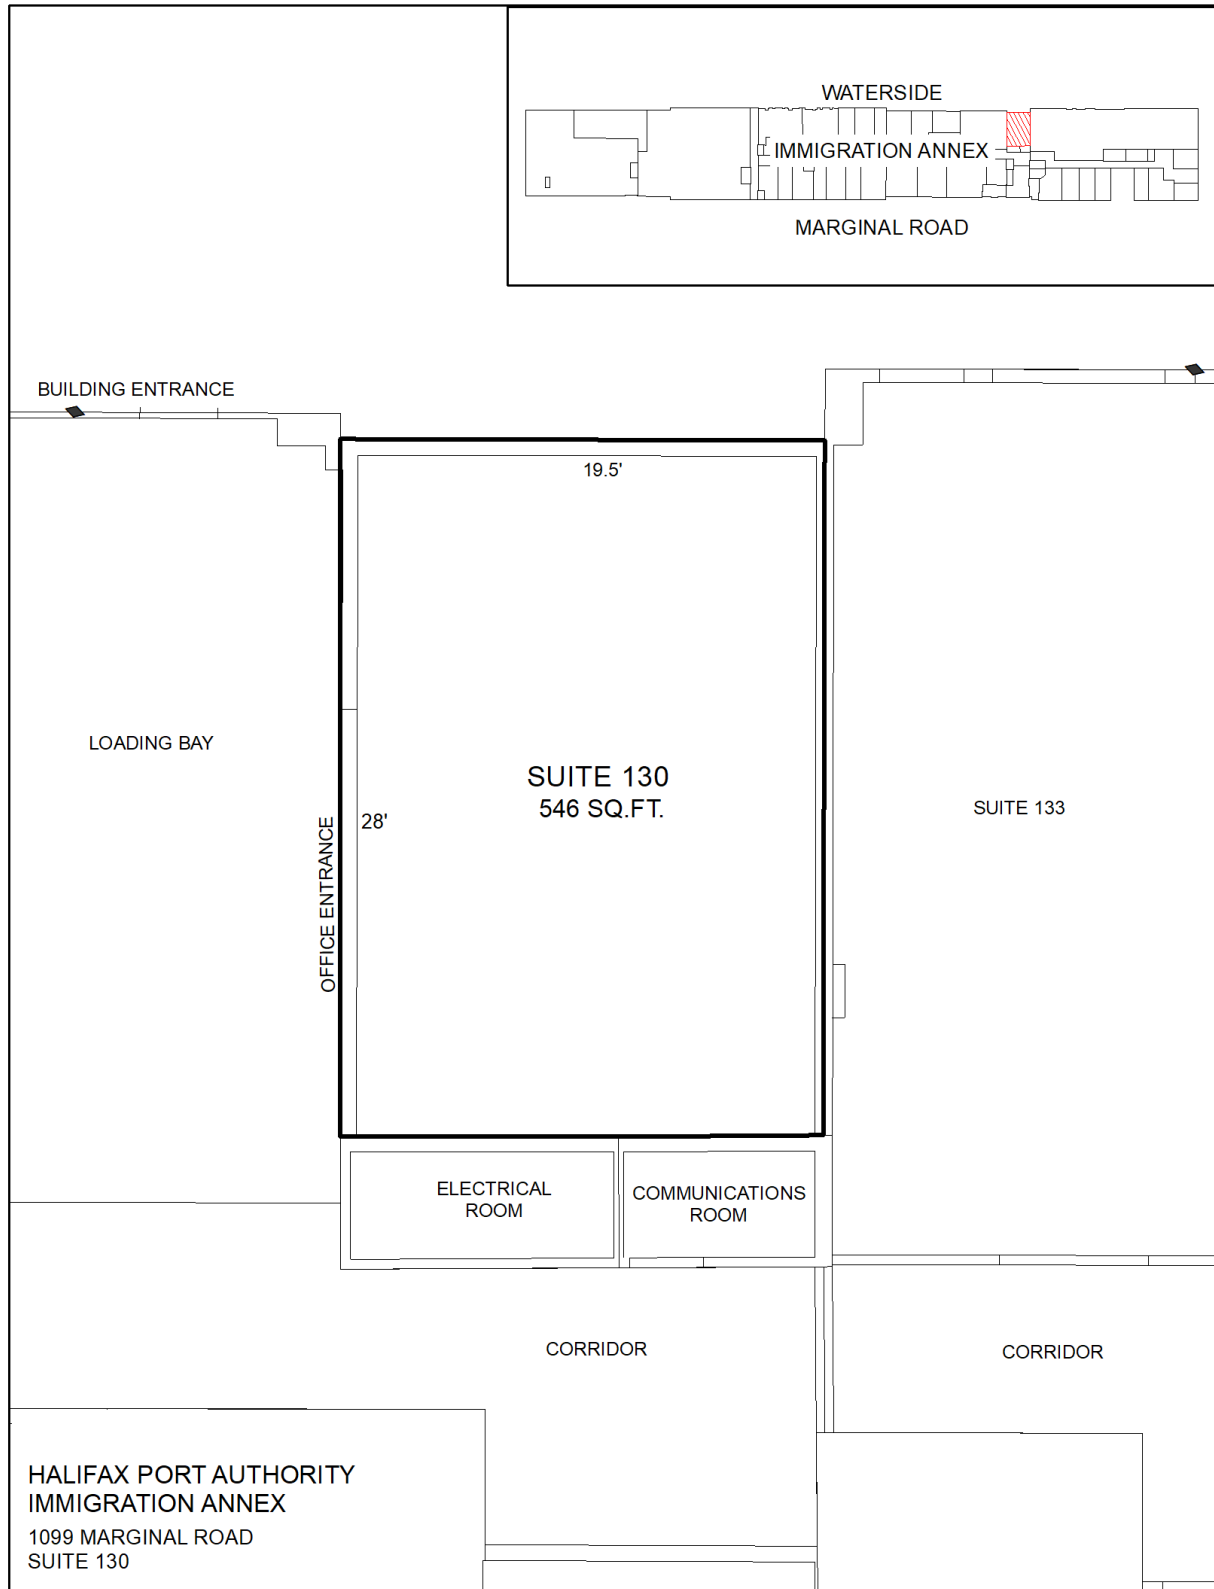 WATERSIDE
IMMIGRATION ANNEX
MARGINAL ROAD
BUILDING ENTRANCE
19.5'
LOADING BAY
SUITE 130
546 SQ.FT.
28'
OFFICE ENTRANCE
SUITE 133
ELECTRICAL
ROOM
COMMUNICATIONS
ROOM
CORRIDOR
CORRIDOR
HALIFAX PORT AUTHORITY
IMMIGRATION ANNEX
1099 MARGINAL ROAD
SUITE 130